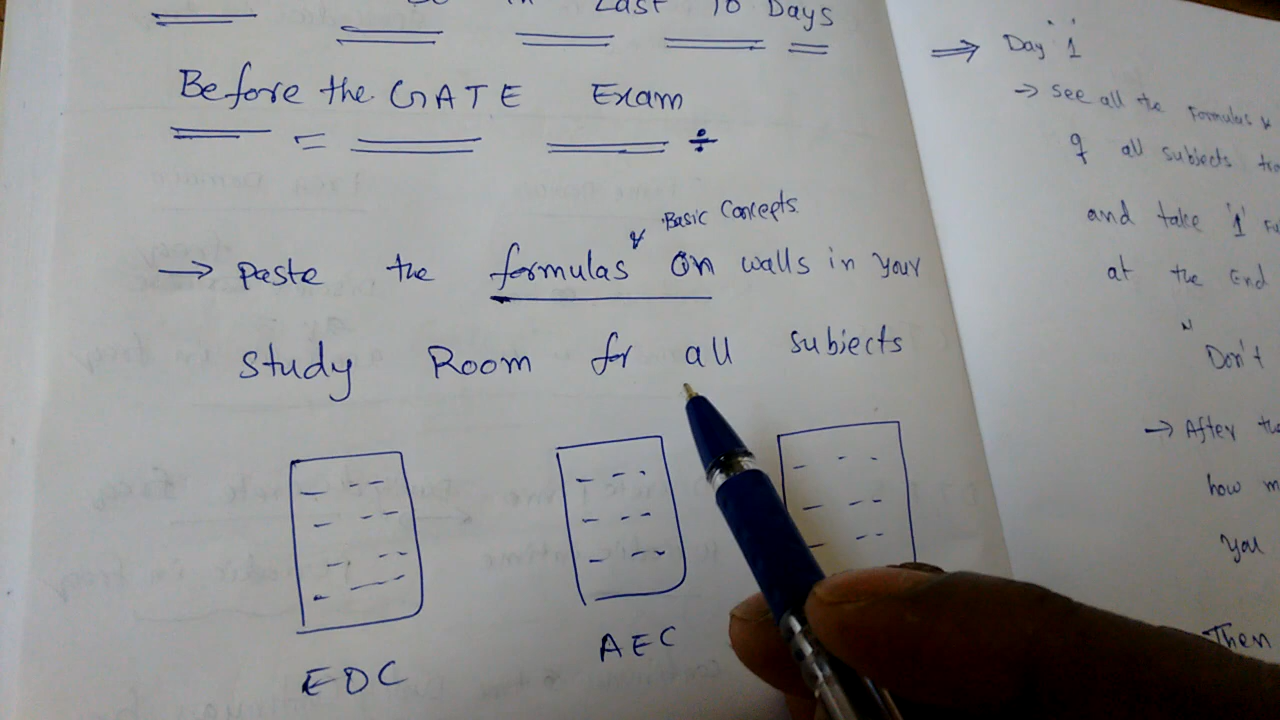 in Last 10 Days
Before the GATE Exam
Basic Concepts
→ paste the formulas & on walls in your
study Room for all subjects
EDC
AEC
⇒ Day '1'
→ see all the Formulas &
of all subjects
and take '1'
at the End
Don't
→ After
how
you
Then